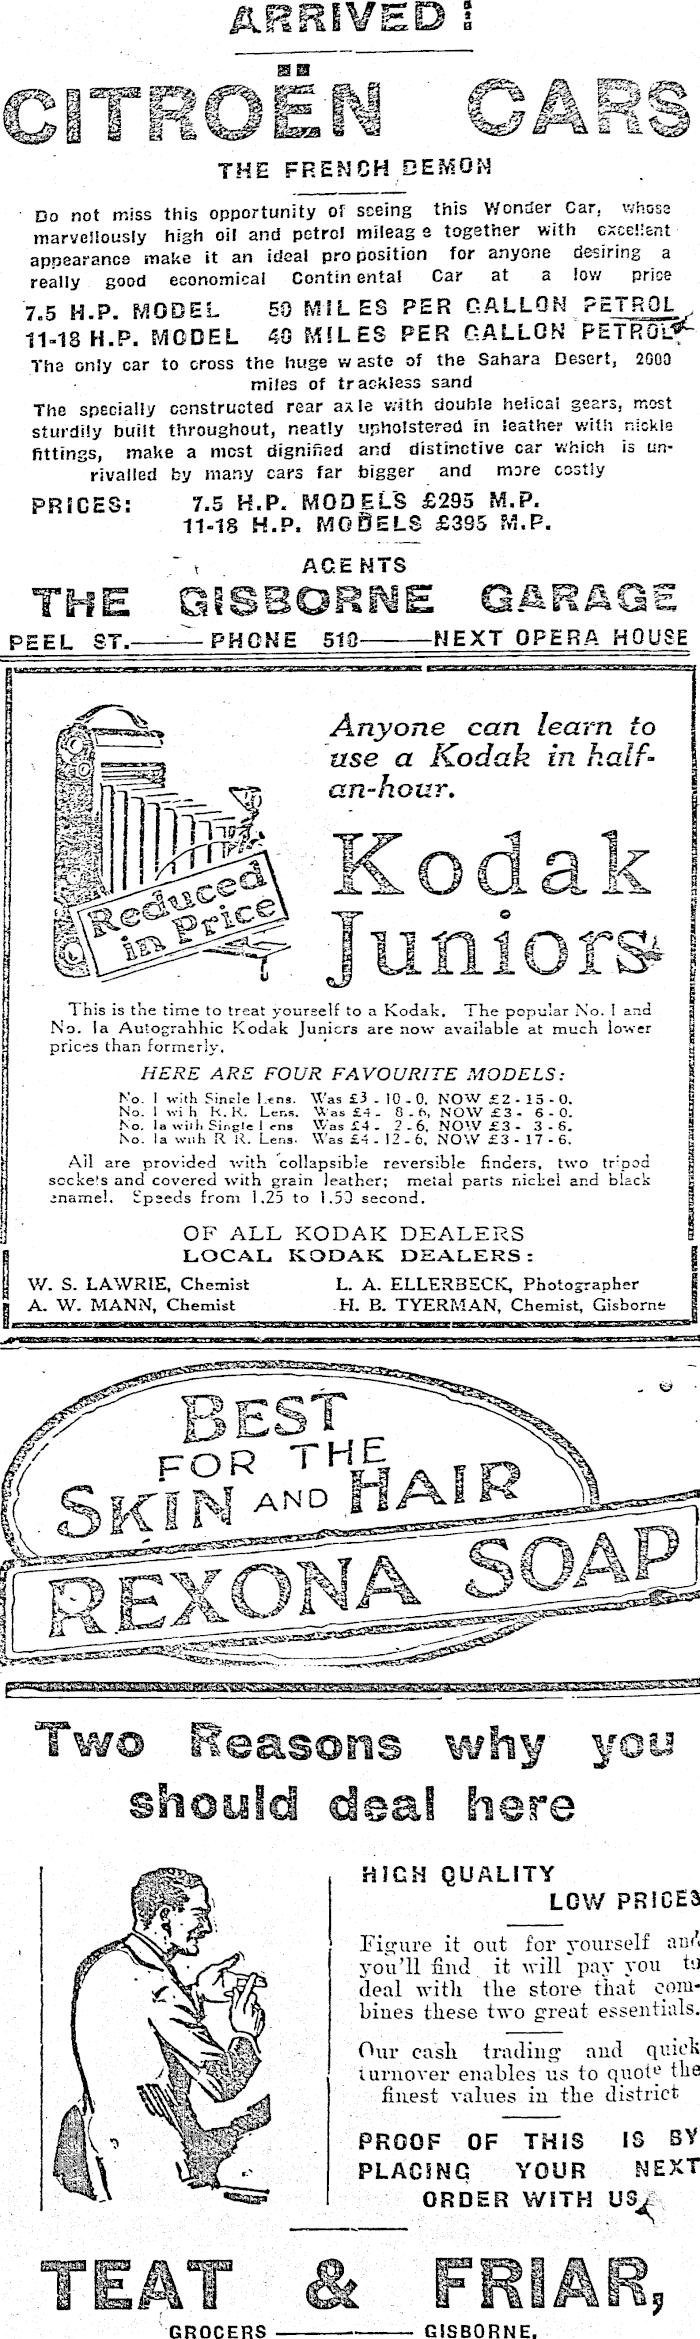 ARRIVED!
CITROËN CARS
THE FRENCH DEMON
Do not miss this opportunity of seeing this Wonder Car, whose
marvellously high oil and petrol mileage together with excellent
appearance make it an ideal proposition for anyone desiring a
really good economical Continental Car at a low price
7.5 H.P. MODEL 50 MILES PER GALLON PETROL
11-18 H.P. MODEL 40 MILES PER GALLON PETROL
The only car to cross the huge waste of the Sahara Desert, 2000
miles of trackless sand
The specially constructed rear axle with double helical gears, most
sturdily built throughout, neatly upholstered in leather with nickle
fittings, make a most dignified and distinctive car which is un-
rivalled by many cars far bigger and more costly
PRICES: 7.5 H.P. MODELS £295 M.P.
11-18 H.P. MODELS £395 M.P.
AGENTS
THE GISBORNE GARAGE
PEEL ST.——PHONE 510——NEXT OPERA HOUSE
Anyone can learn to
use a Kodak in half-
an-hour.
Reduced
in Price
Kodak
Juniors
This is the time to treat yourself to a Kodak. The popular No. 1 and
No. 1a Autograhhic Kodak Juniors are now available at much lower
prices than formerly.
HERE ARE FOUR FAVOURITE MODELS:
No. 1 with Single Lens. Was £3-10-0, NOW £2-15-0.
No. 1 with R.R. Lens. Was £4- 8-6, NOW £3- 6-0.
No. 1a with Single Lens Was £4- 2-6, NOW £3- 3-6.
No. 1a with R R. Lens. Was £4-12-6, NOW £3-17-6.
All are provided with collapsible reversible finders, two tripod
sockets and covered with grain leather; metal parts nickel and black
enamel. Speeds from 1.25 to 1.50 second.
OF ALL KODAK DEALERS
LOCAL KODAK DEALERS:
W. S. LAWRIE, Chemist L. A. ELLERBECK, Photographer
A. W. MANN, Chemist H. B. TYERMAN, Chemist, Gisborne
BEST
FOR THE
SKIN AND HAIR
REXONA SOAP
Two Reasons why you
should deal here
HIGH QUALITY
LOW PRICES
Figure it out for yourself and
you'll find it will pay you to
deal with the store that com-
bines these two great essentials.
Our cash trading and quick
turnover enables us to quote the
finest values in the district
PROOF OF THIS IS BY
PLACING YOUR NEXT
ORDER WITH US
TEAT & FRIAR,
GROCERS —— GISBORNE.